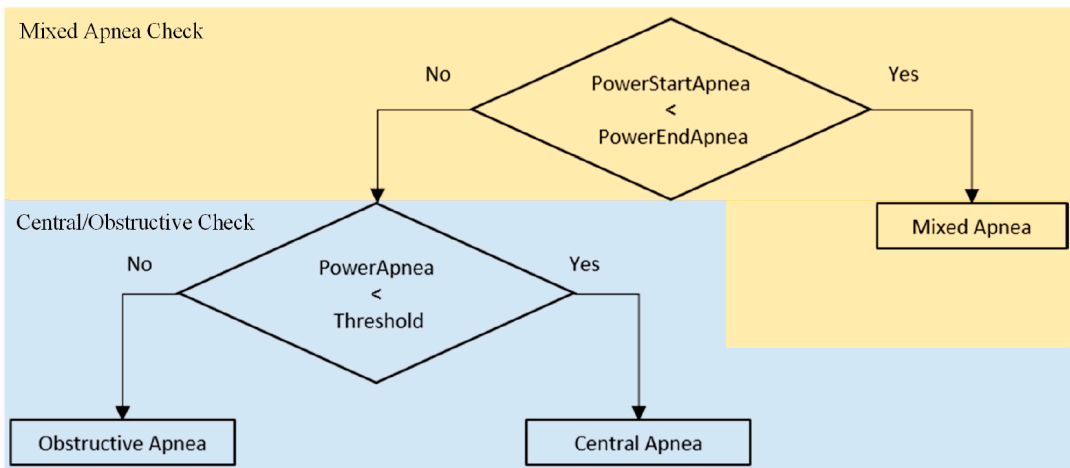 Mixed Apnea Check
No
Yes
PowerStartApnea
<
PowerEndApnea
Mixed Apnea
Central/Obstructive Check
No
Yes
PowerApnea
<
Threshold
Obstructive Apnea
Central Apnea